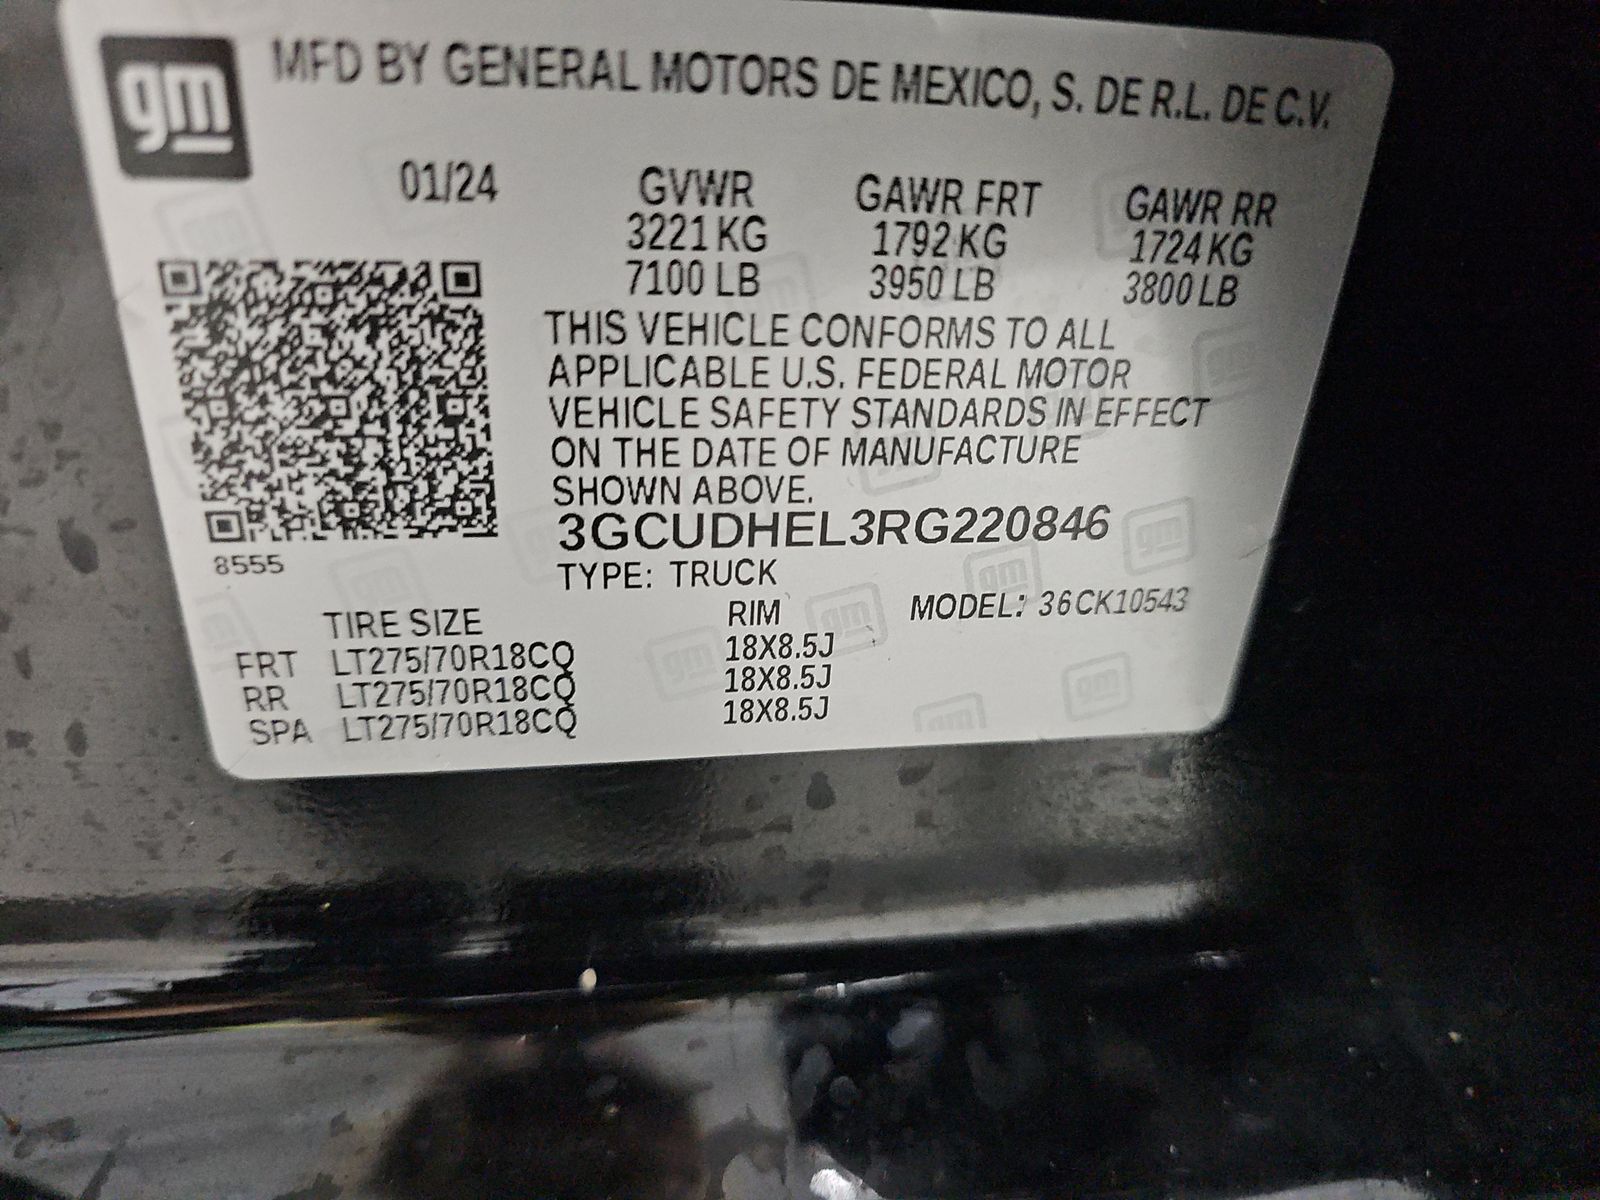 gm
MFD BY GENERAL MOTORS DE MEXICO, S. DE R.L. DE C.V.
01/24 GVWR GAWR FRT GAWR RR
3221 KG 1792 KG 1724 KG
7100 LB 3950 LB 3800 LB
THIS VEHICLE CONFORMS TO ALL
APPLICABLE U.S. FEDERAL MOTOR
VEHICLE SAFETY STANDARDS IN EFFECT
ON THE DATE OF MANUFACTURE
SHOWN ABOVE.
3GCUDHEL3RG220846
8555
TYPE: TRUCK
MODEL: 36CK10543
TIRE SIZE RIM
FRT LT275/70R18CQ 18X8.5J
RR LT275/70R18CQ 18X8.5J
SPA LT275/70R18CQ 18X8.5J